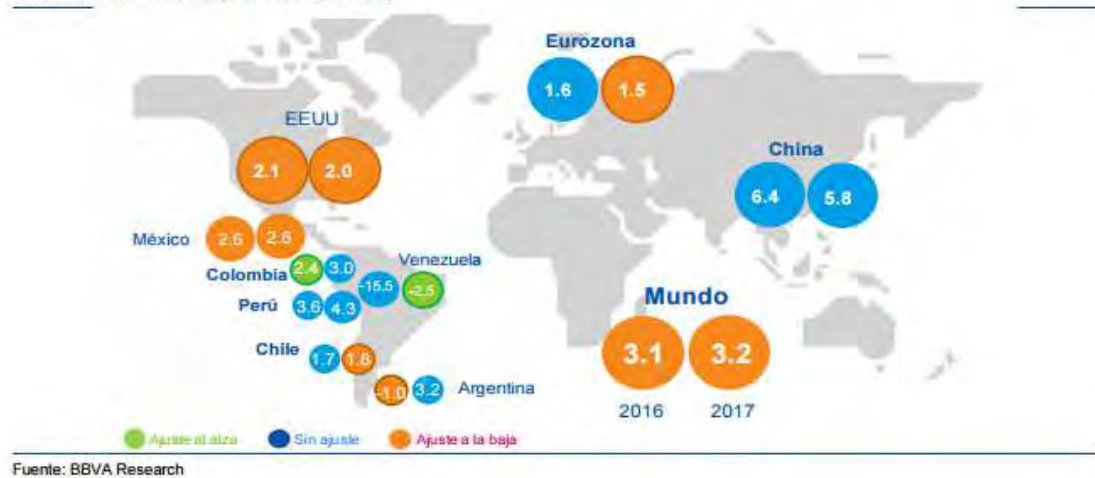 Eurozona
1.6 1.5
EEUU
2.1 2.0
China
6.4 5.8
México 2.6 2.6
Colombia 2.4 3.0
Venezuela
-15.5 -2.5
Perú 3.6 4.3
Mundo
3.1 3.2
2016 2017
Chile 1.7 1.8
-1.0 3.2 Argentina
Ajuste al alza Sin ajuste Ajuste a la baja
Fuente: BBVA Research